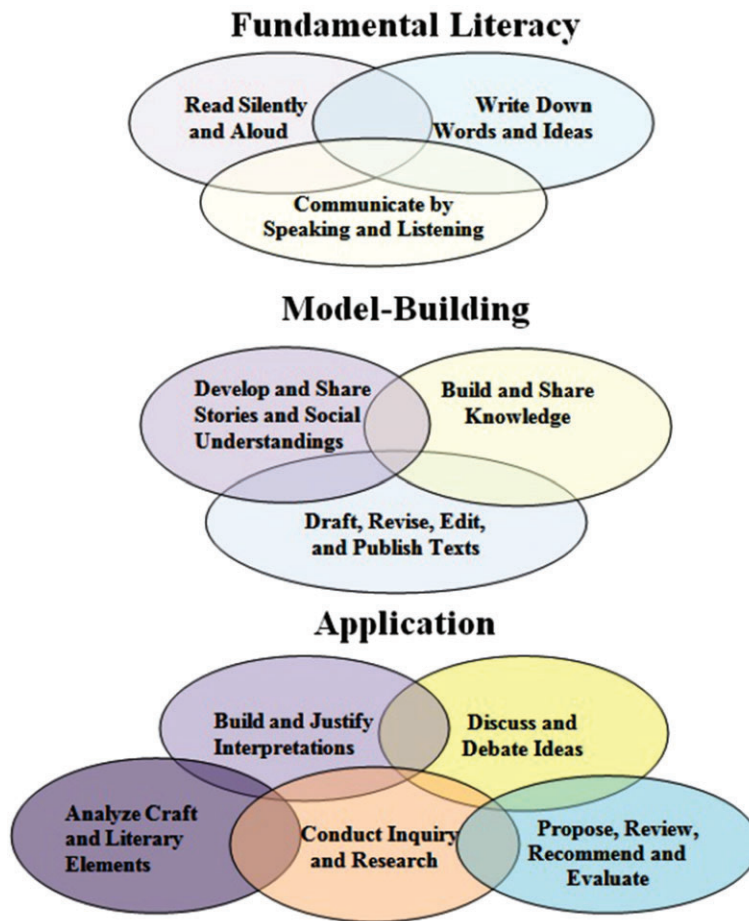 Fundamental Literacy
Read Silently
and Aloud
Write Down
Words and Ideas
Communicate by
Speaking and Listening
Model-Building
Develop and Share
Stories and Social
Understandings
Build and Share
Knowledge
Draft, Revise, Edit,
and Publish Texts
Application
Build and Justify
Interpretations
Discuss and
Debate Ideas
Analyze Craft
and Literary
Elements
Conduct Inquiry
and Research
Propose, Review,
Recommend and
Evaluate